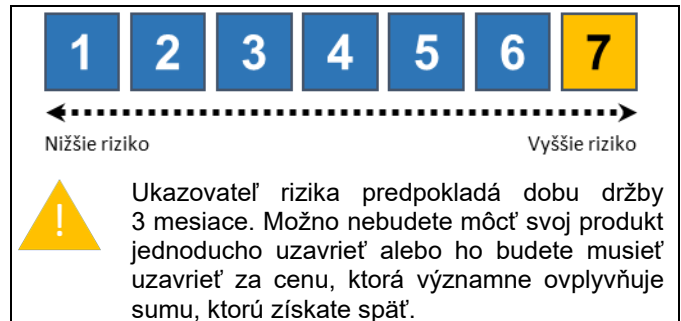 1 2 3 4 5 6 7
Nižšie riziko Vyššie riziko
!
Ukazovateľ rizika predpokladá dobu držby
3 mesiace. Možno nebudete môcť svoj produkt
jednoducho uzavrieť alebo ho budete musieť
uzavrieť za cenu, ktorá významne ovplyvňuje
sumu, ktorú získate späť.